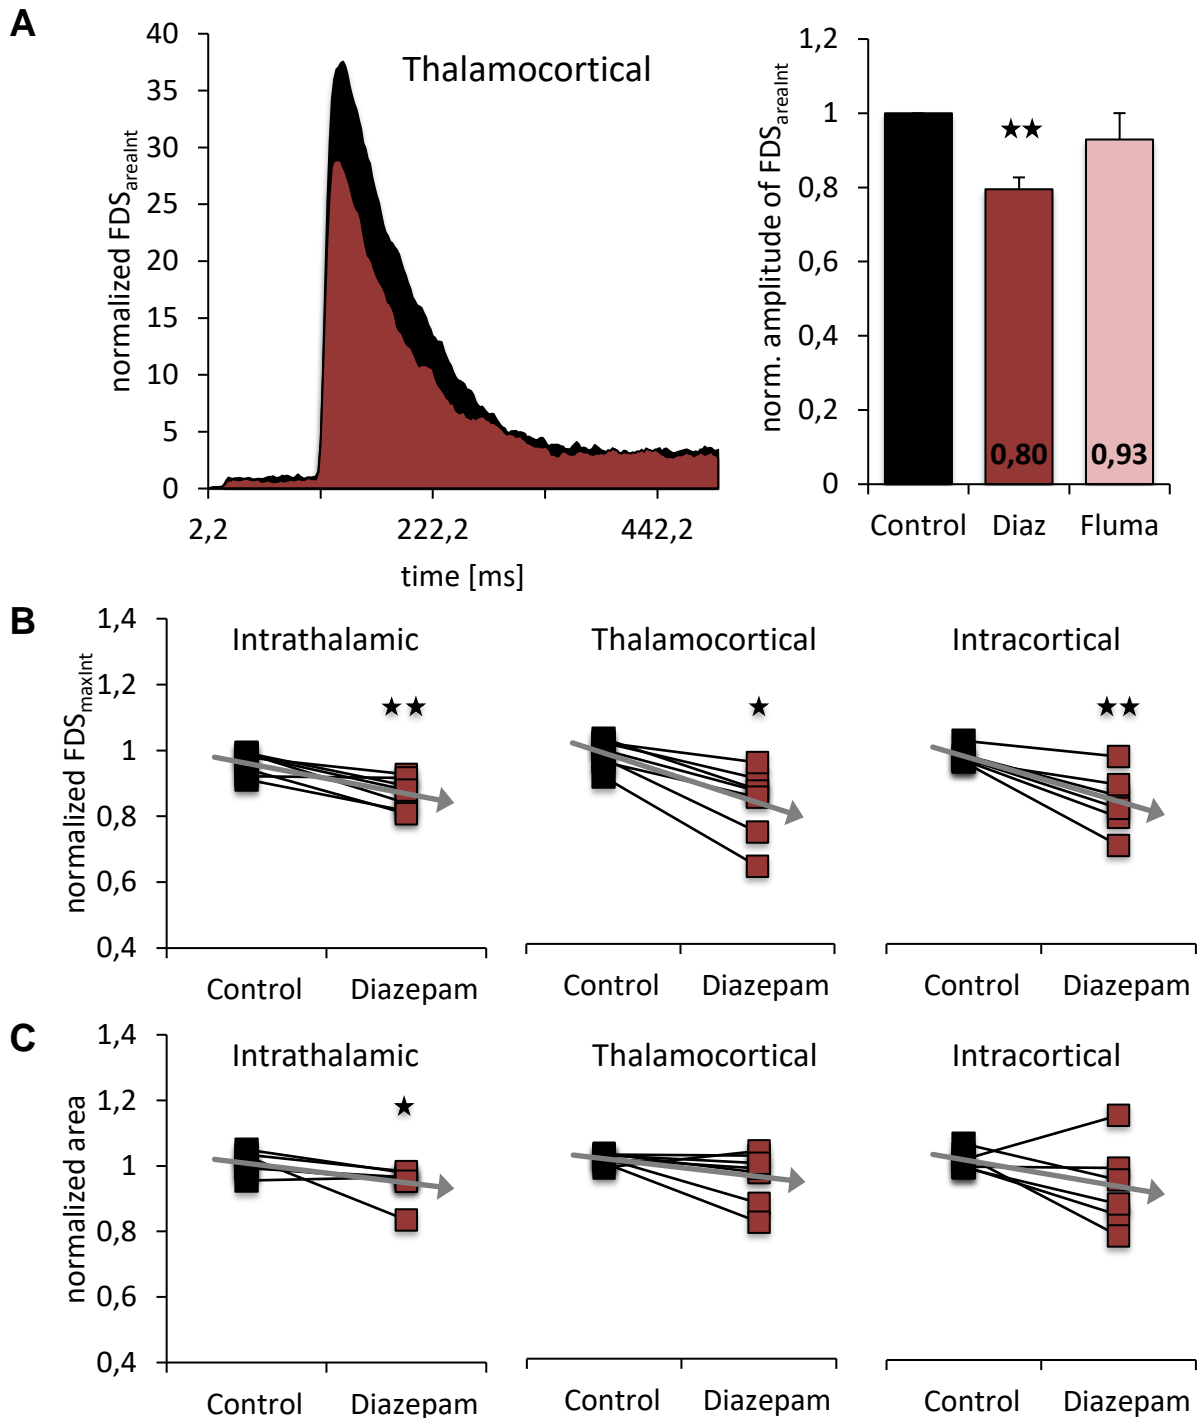 A
40
35
30
25
20
15
10
5
0
normalized FDSareaInt
Thalamocortical
2,2
222,2
442,2
time [ms]
1,2
1
0,8
0,6
0,4
0,2
0
norm. amplitude of FDSareaInt
★★
0,80
0,93
Control Diaz Fluma
B
1,4
1,2
1
0,8
0,6
0,4
normalized FDSmaxInt
Intrathalamic
★★
Control Diazepam
Thalamocortical
★
Control Diazepam
Intracortical
★★
Control Diazepam
C
1,4
1,2
1
0,8
0,6
0,4
normalized area
Intrathalamic
★
Control Diazepam
Thalamocortical
Control Diazepam
Intracortical
Control Diazepam